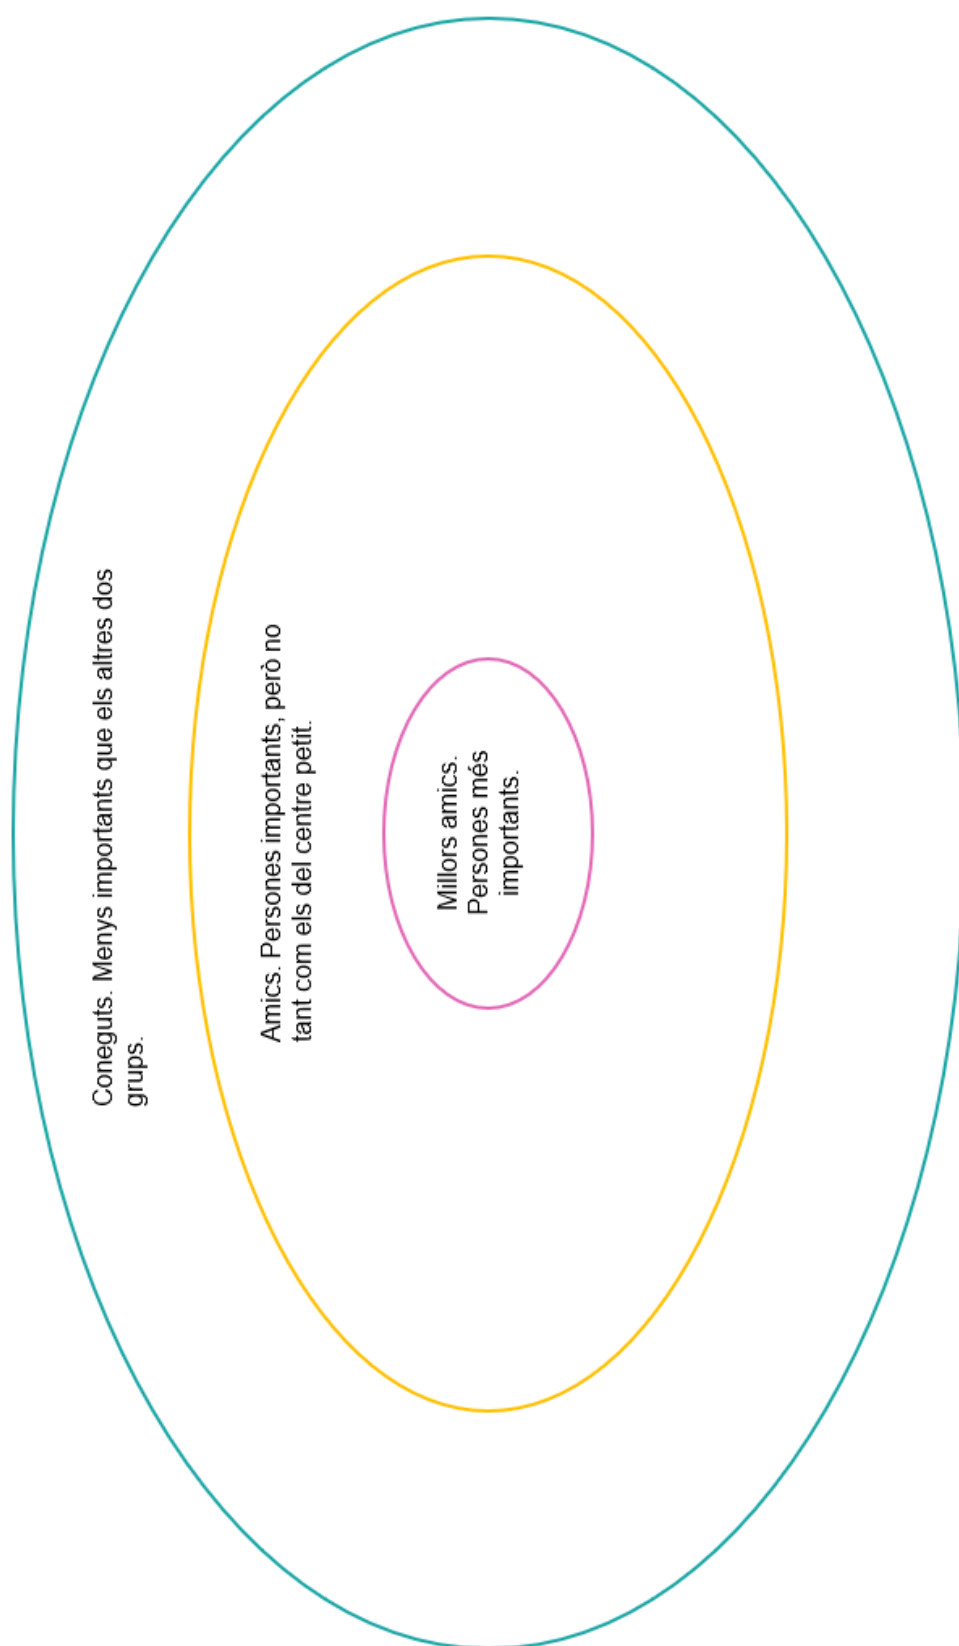 Coneguts. Menys importants que els altres dos
grups.
Amics. Persones importants, però no
tant com els del centre petit.
Millors amics.
Persones més
importants.